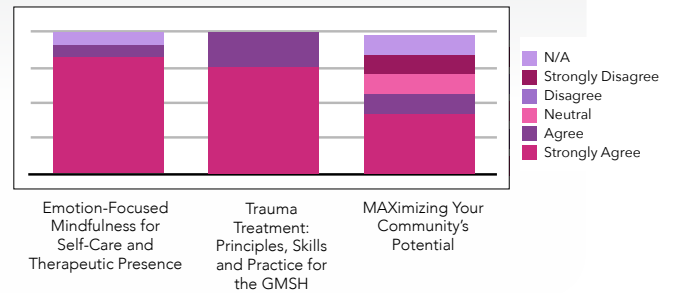 N/A
Strongly Disagree
Disagree
Neutral
Agree
Strongly Agree
Emotion-Focused
Mindfulness for
Self-Care and
Therapeutic Presence
Trauma
Treatment:
Principles, Skills
and Practice for
the GMSH
MAXimizing Your
Community's
Potential